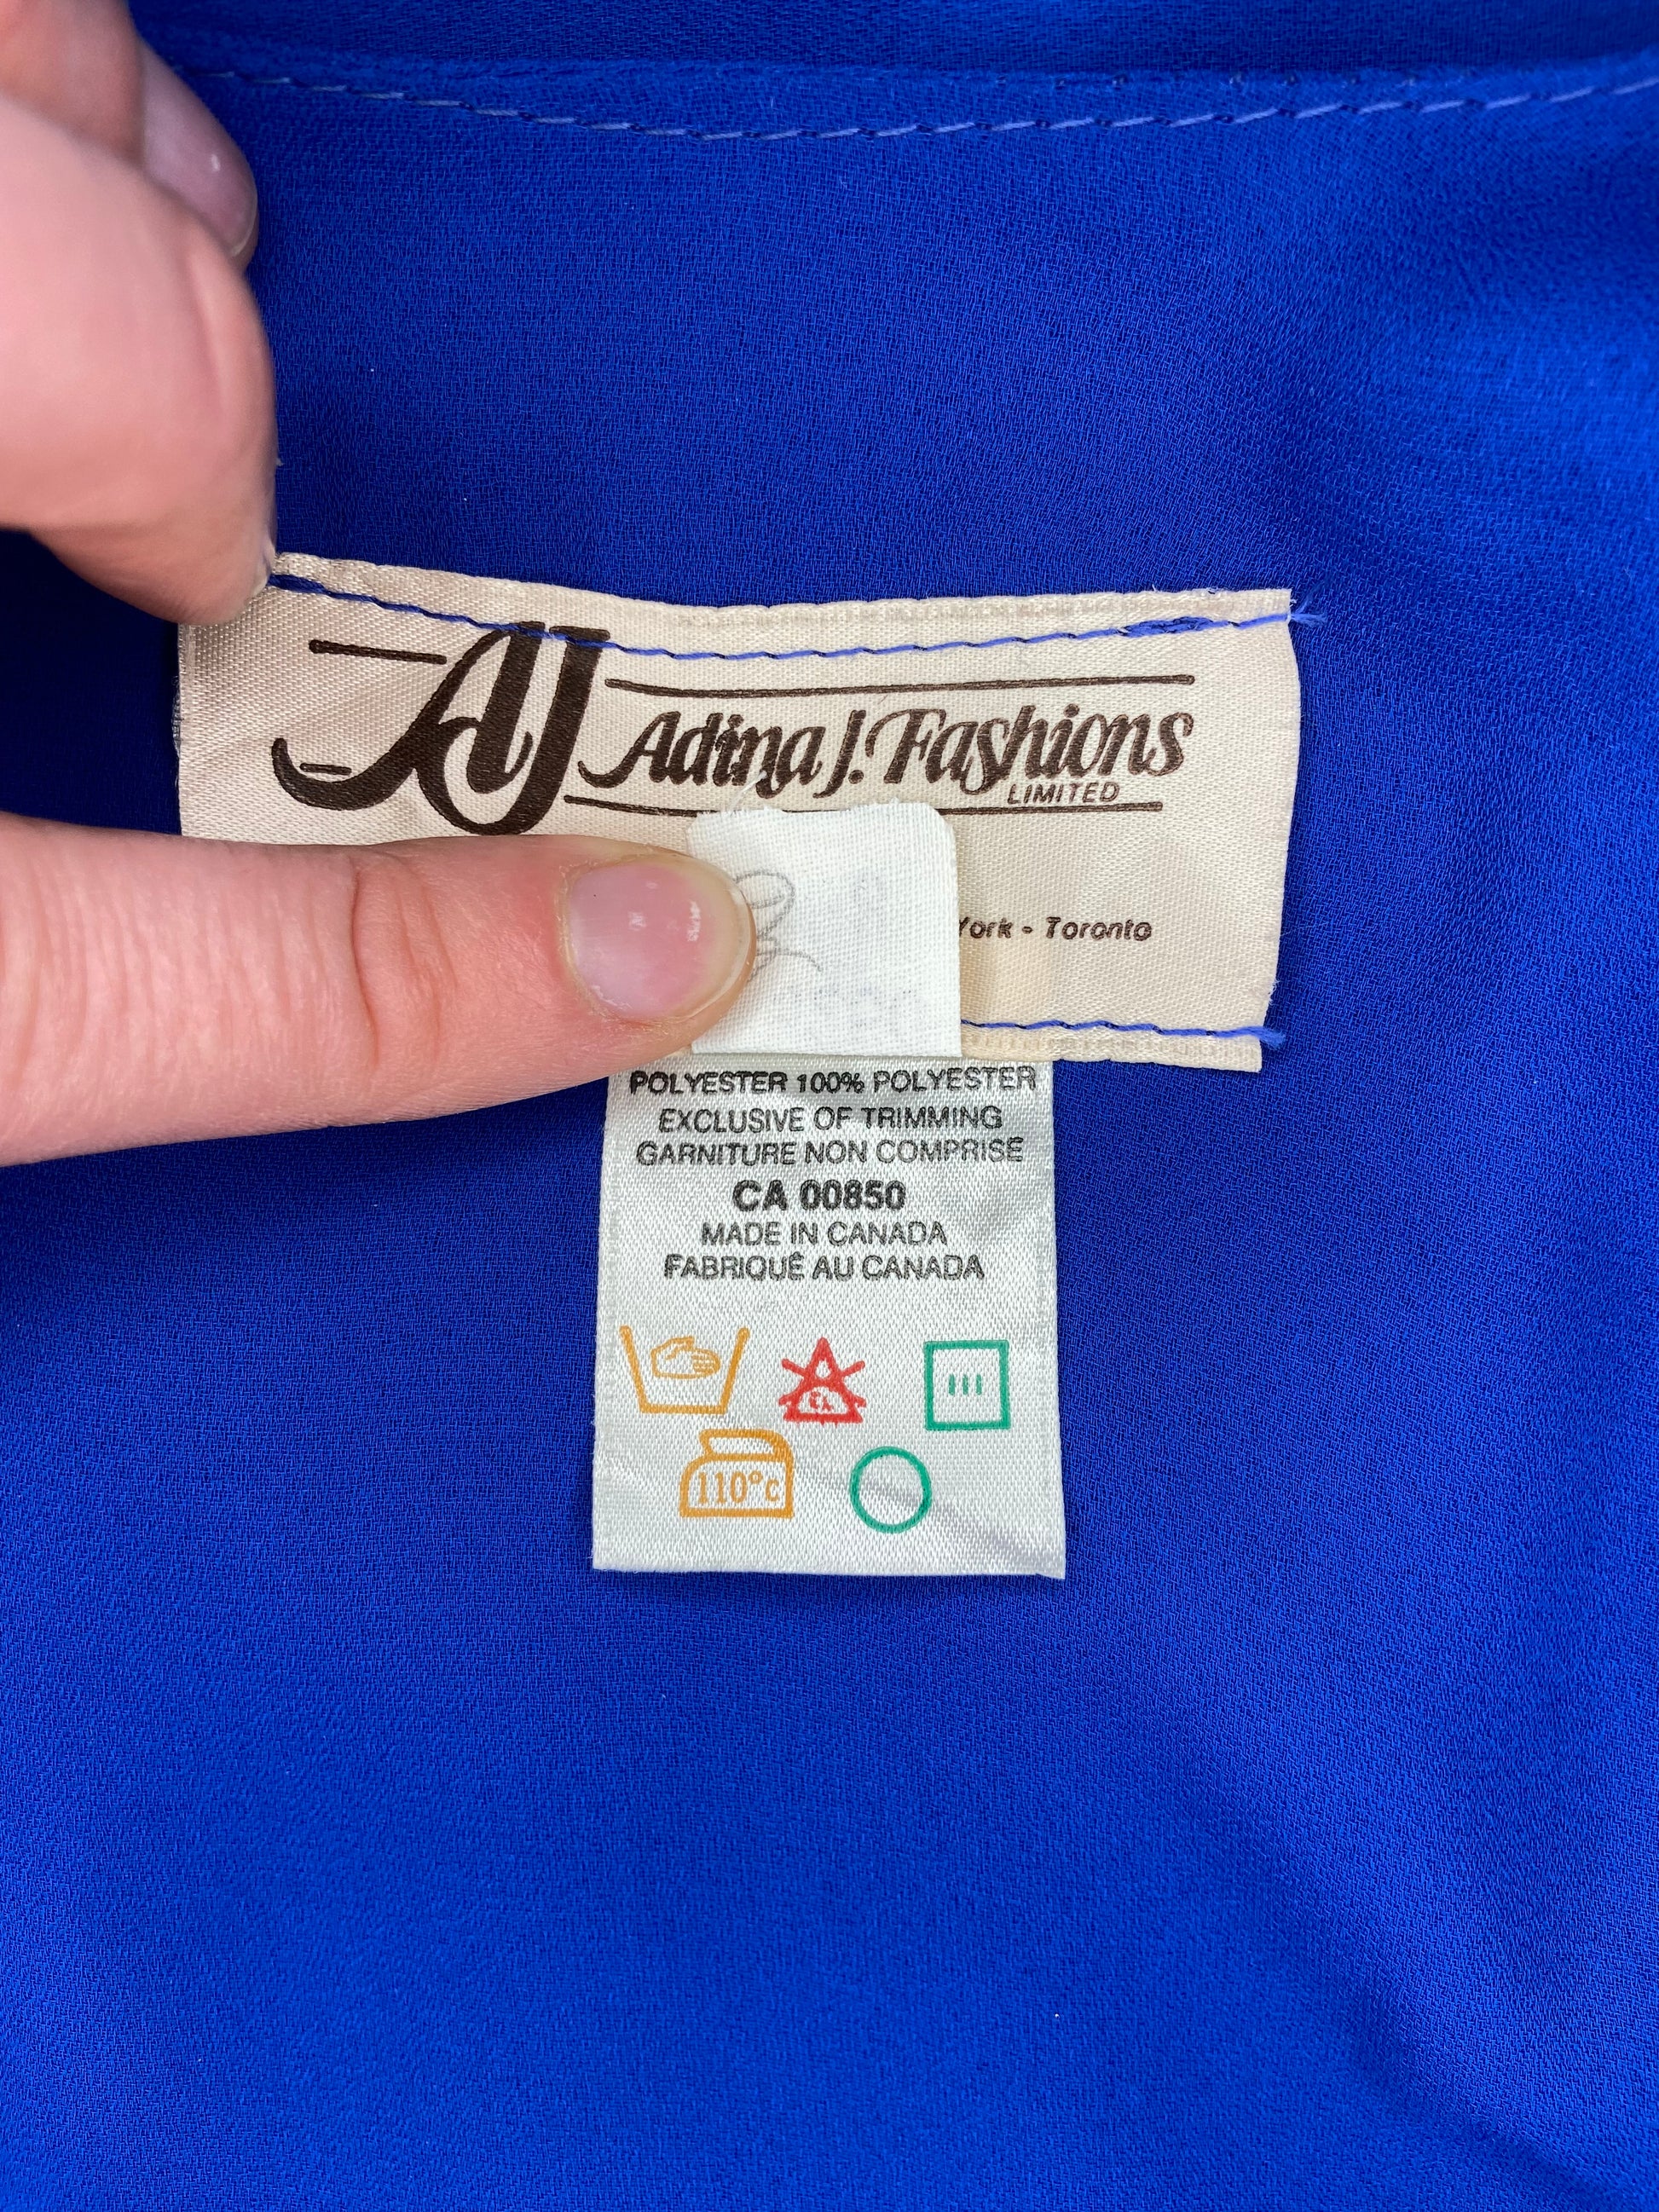 AJ Adina J. Fashions
LIMITED
York - Toronto
POLYESTER 100% POLYESTER
EXCLUSIVE OF TRIMMING
GARNITURE NON COMPRISE
CA 00850
MADE IN CANADA
FABRIQUÉ AU CANADA
110°C